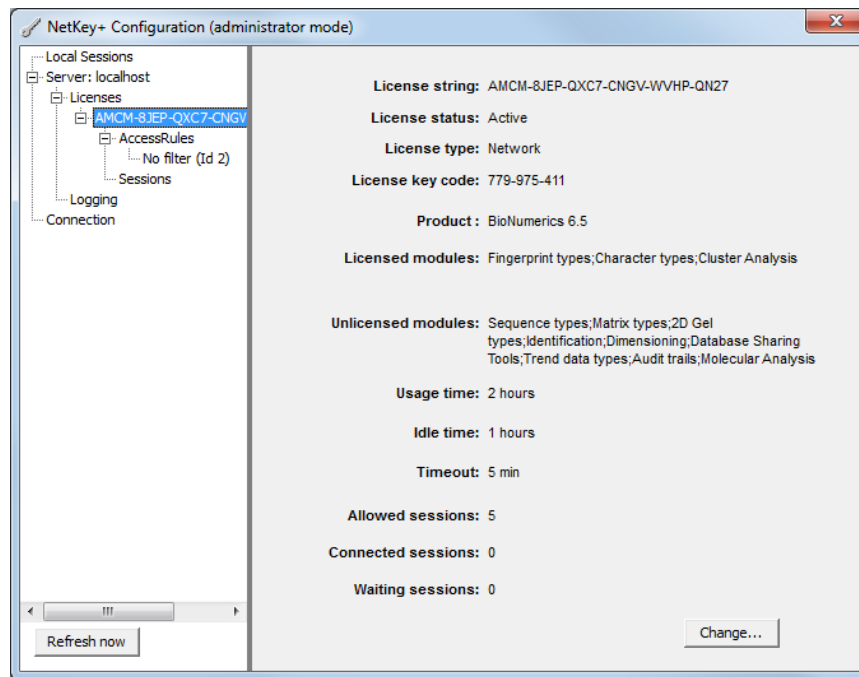 NetKey+ Configuration (administrator mode)
Local Sessions
Server: localhost
Licenses
AMCM-8JEP-QXC7-CNGV
AccessRules
No filter (Id 2)
Sessions
Logging
Connection
Refresh now
License string: AMCM-8JEP-QXC7-CNGV-WVHP-QN27
License status: Active
License type: Network
License key code: 779-975-411
Product : BioNumerics 6.5
Licensed modules: Fingerprint types;Character types;Cluster Analysis
Unlicensed modules: Sequence types;Matrix types;2D Gel
types;Identification;Dimensioning;Database Sharing
Tools;Trend data types;Audit trails;Molecular Analysis
Usage time: 2 hours
Idle time: 1 hours
Timeout: 5 min
Allowed sessions: 5
Connected sessions: 0
Waiting sessions: 0
Change...